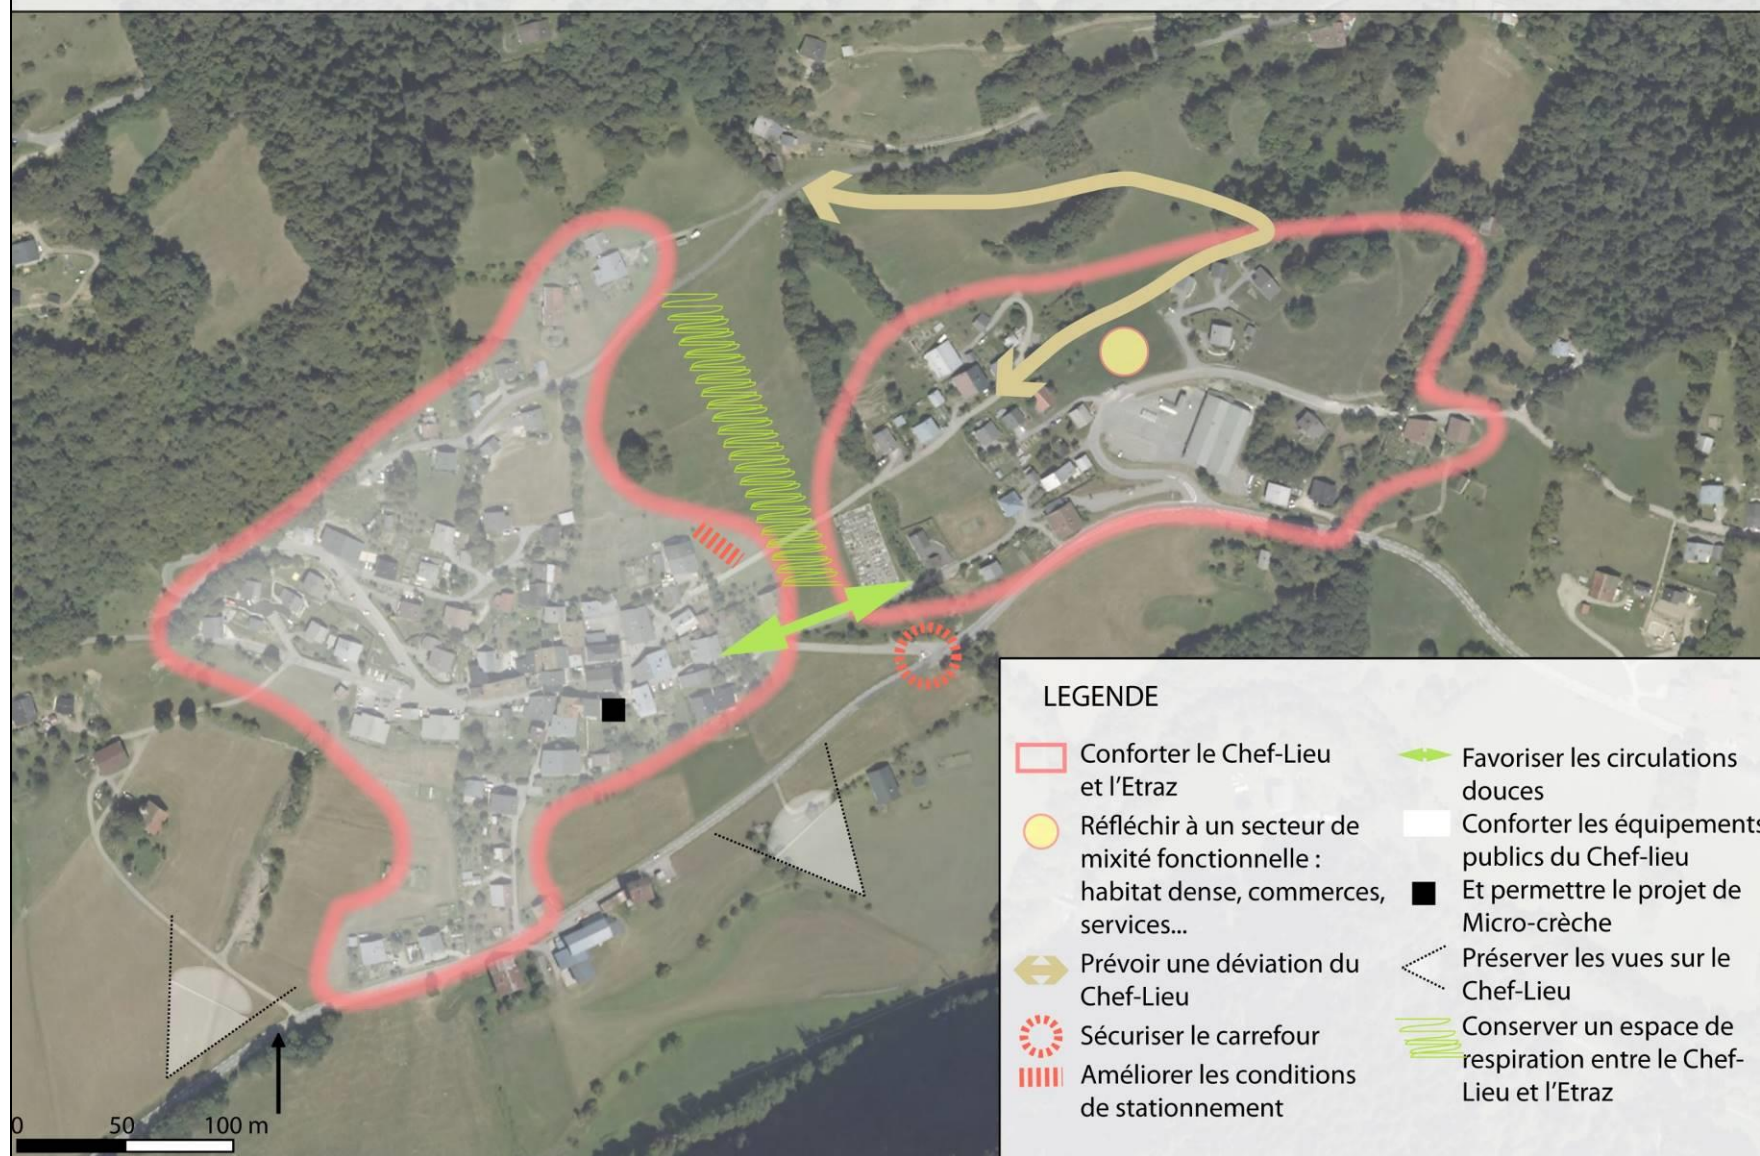 LEGENDE
Conforter le Chef-Lieu
et l'Etraz
Réfléchir à un secteur de
mixité fonctionnelle :
habitat dense, commerces,
services...
Prévoir une déviation du
Chef-Lieu
Sécuriser le carrefour
Améliorer les conditions
de stationnement
Favoriser les circulations
douces
Conforter les équipements
publics du Chef-lieu
Et permettre le projet de
Micro-crèche
Préserver les vues sur le
Chef-Lieu
Conserver un espace de
respiration entre le Chef-
Lieu et l'Etraz
0 50 100 m